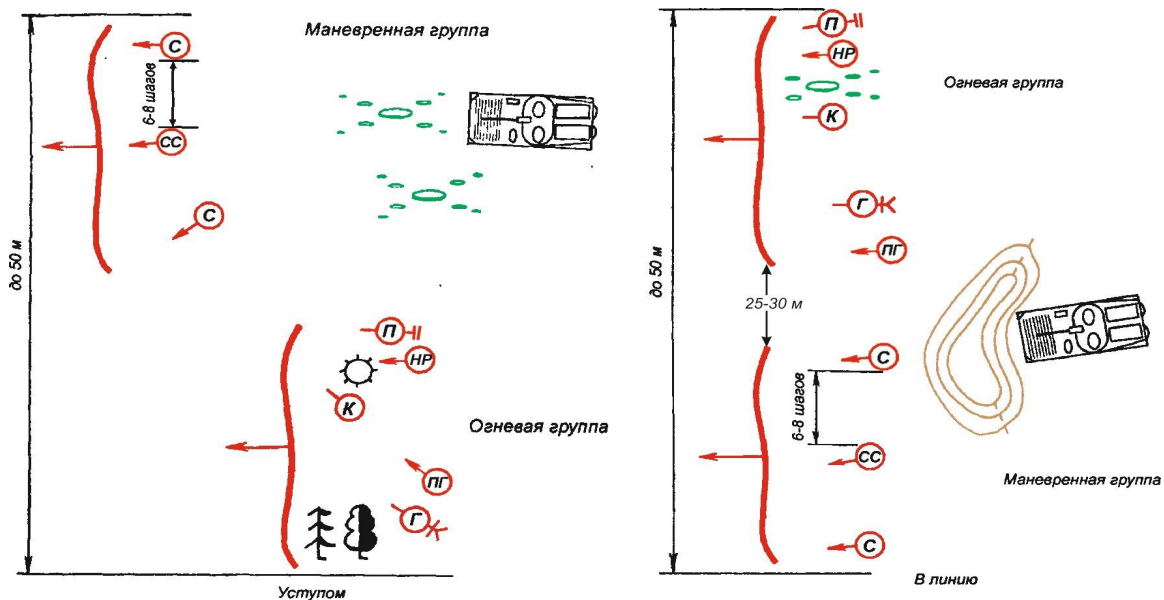 Маневренная группа
С
6-8 шагов
СС
С
до 50 м
П
НР
К
Огневая группа
ПГ
Г
Уступом
П
НР
Огневая группа
К
Г
ПГ
до 50 м
25-30 м
С
6-8 шагов
СС
Маневренная группа
С
В линию